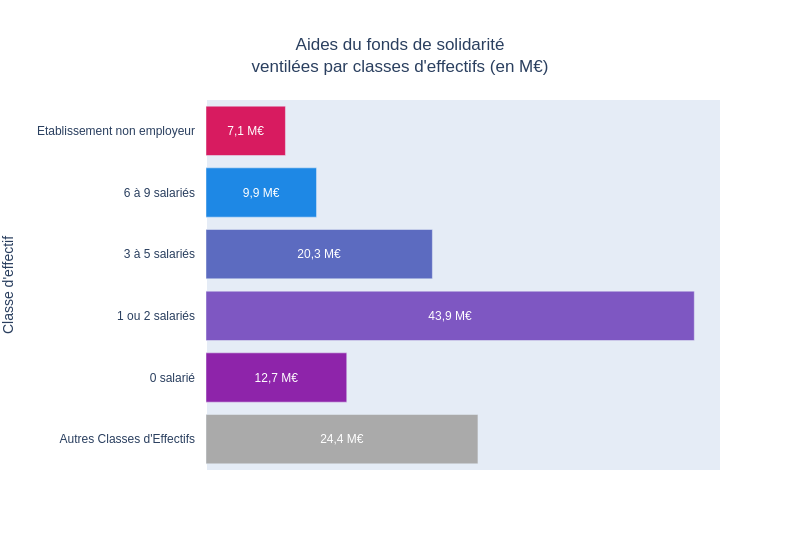 Aides du fonds de solidarité
ventilées par classes d'effectifs (en M€)
Etablissement non employeur
7,1 M€
6 à 9 salariés
9,9 M€
3 à 5 salariés
20,3 M€
Classe d'effectif
1 ou 2 salariés
43,9 M€
0 salarié
12,7 M€
Autres Classes d'Effectifs
24,4 M€